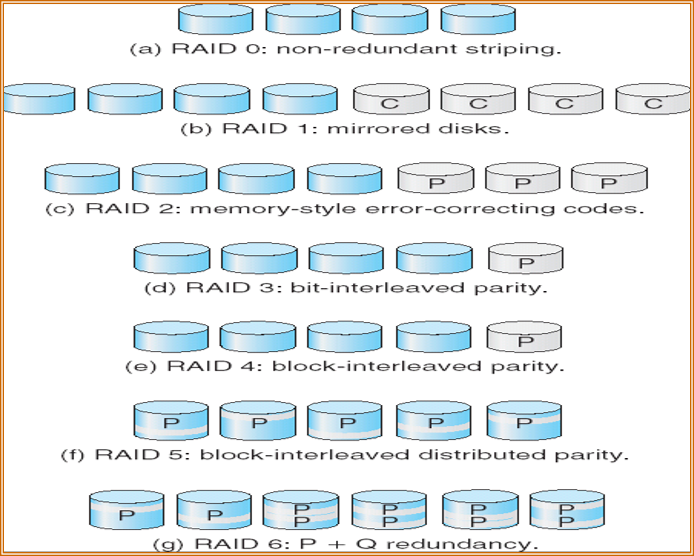 (a) RAID 0: non-redundant striping.
C C C C
(b) RAID 1: mirrored disks.
P P P
(c) RAID 2: memory-style error-correcting codes.
P
(d) RAID 3: bit-interleaved parity.
P
(e) RAID 4: block-interleaved parity.
P P P P P
(f) RAID 5: block-interleaved distributed parity.
P P P P P P
P P P P
(g) RAID 6: P + Q redundancy.